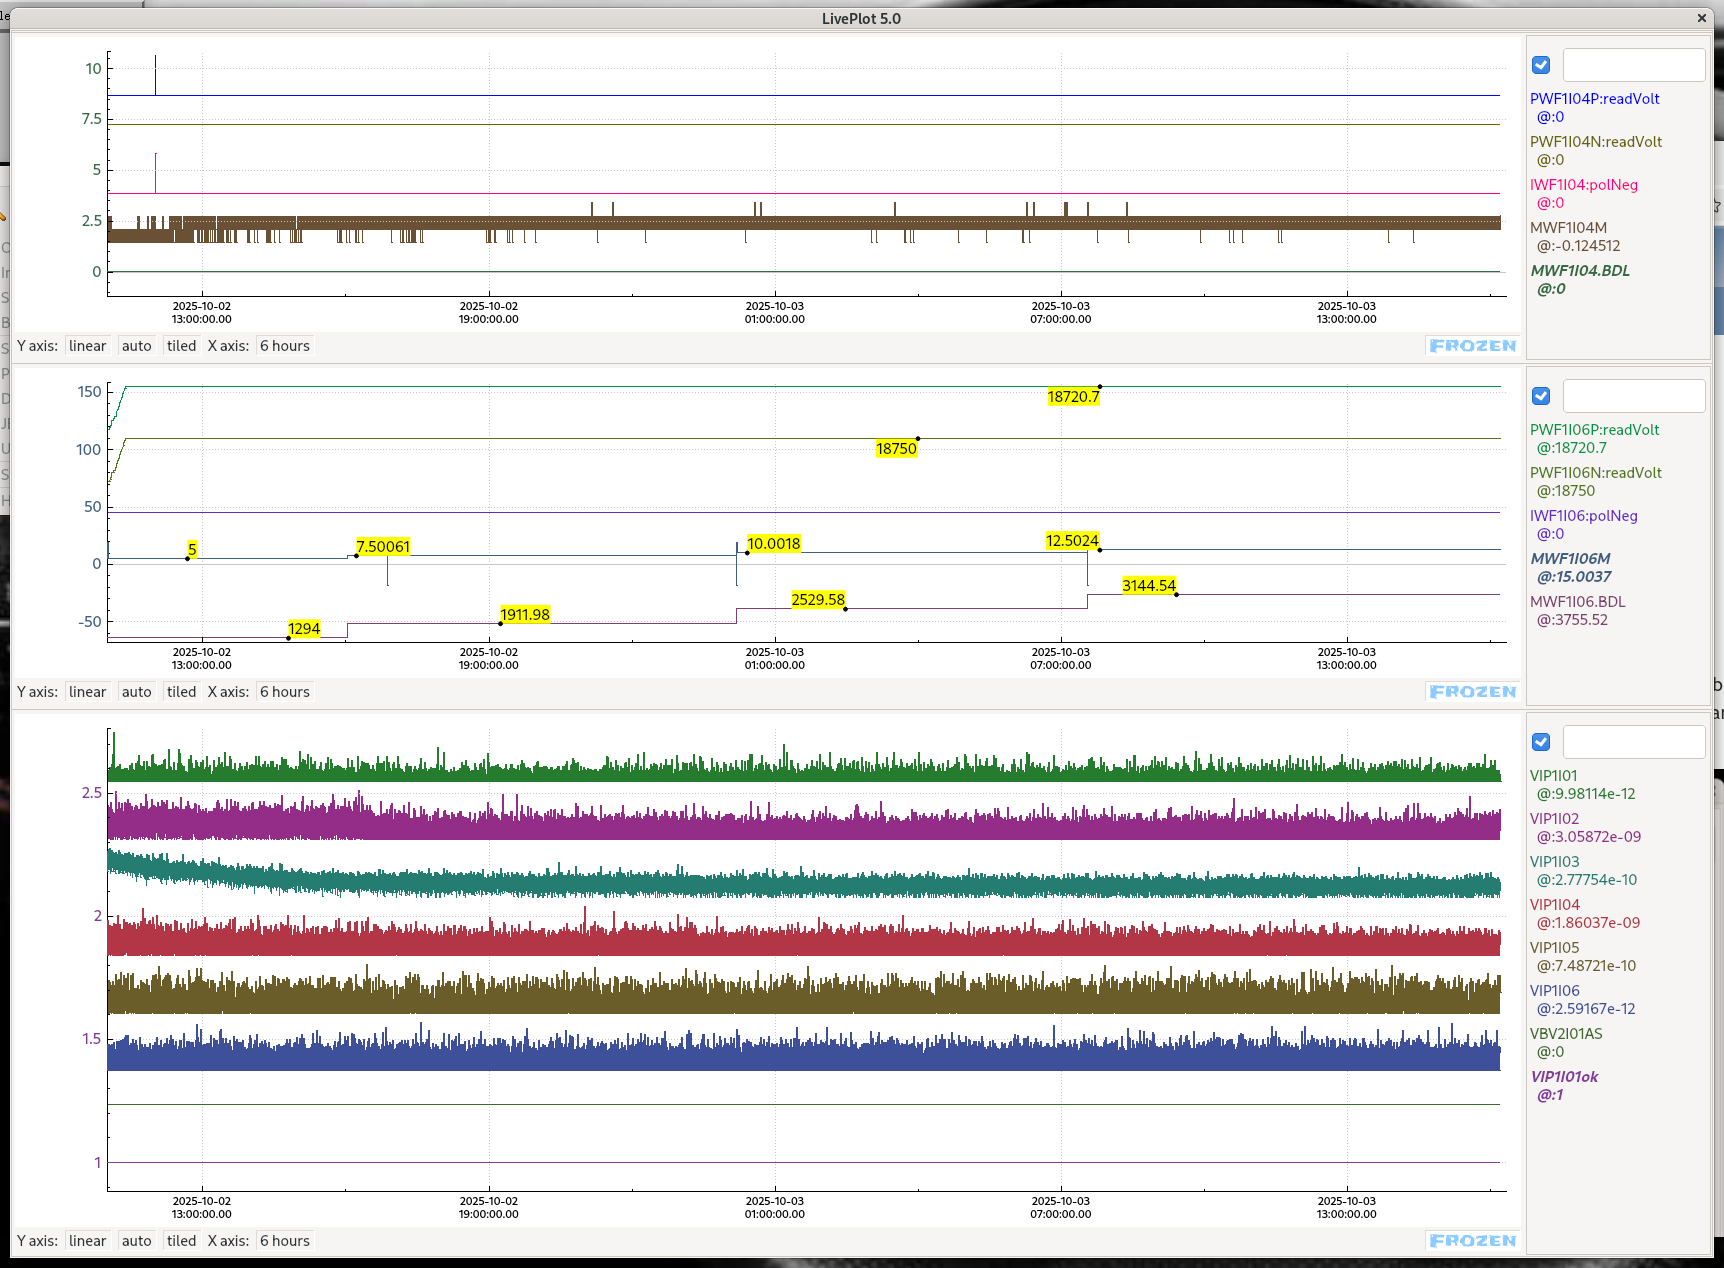 LivePlot 5.0
10
7.5
5
2.5
0
2025-10-02 2025-10-02 2025-10-03 2025-10-03 2025-10-03
13:00:00.00 19:00:00.00 01:00:00.00 07:00:00.00 13:00:00.00
Y axis: linear auto tiled X axis: 6 hours FROZEN
PWF1I04P:readVolt
@:0
PWF1I04N:readVolt
@:0
IWF1I04:polNeg
@:0
MWF1I04M
@:-0.124512
MWF1I04.BDL
@:0
150
18720.7
100
18750
50
5 7.50061 10.0018 12.5024
0
1294 1911.98 2529.58 3144.54
-50
2025-10-02 2025-10-02 2025-10-03 2025-10-03 2025-10-03
13:00:00.00 19:00:00.00 01:00:00.00 07:00:00.00 13:00:00.00
Y axis: linear auto tiled X axis: 6 hours FROZEN
PWF1I06P:readVolt
@:18720.7
PWF1I06N:readVolt
@:18750
IWF1I06:polNeg
@:0
MWF1I06M
@:15.0037
MWF1I06.BDL
@:3755.52
2.5
2
1.5
1
2025-10-02 2025-10-02 2025-10-03 2025-10-03 2025-10-03
13:00:00.00 19:00:00.00 01:00:00.00 07:00:00.00 13:00:00.00
Y axis: linear auto tiled X axis: 6 hours FROZEN
VIP1I01
@:9.98114e-12
VIP1I02
@:3.05872e-09
VIP1I03
@:2.77754e-10
VIP1I04
@:1.86037e-09
VIP1I05
@:7.48721e-10
VIP1I06
@:2.59167e-12
VBV2I01AS
@:0
VIP1I01ok
@:1